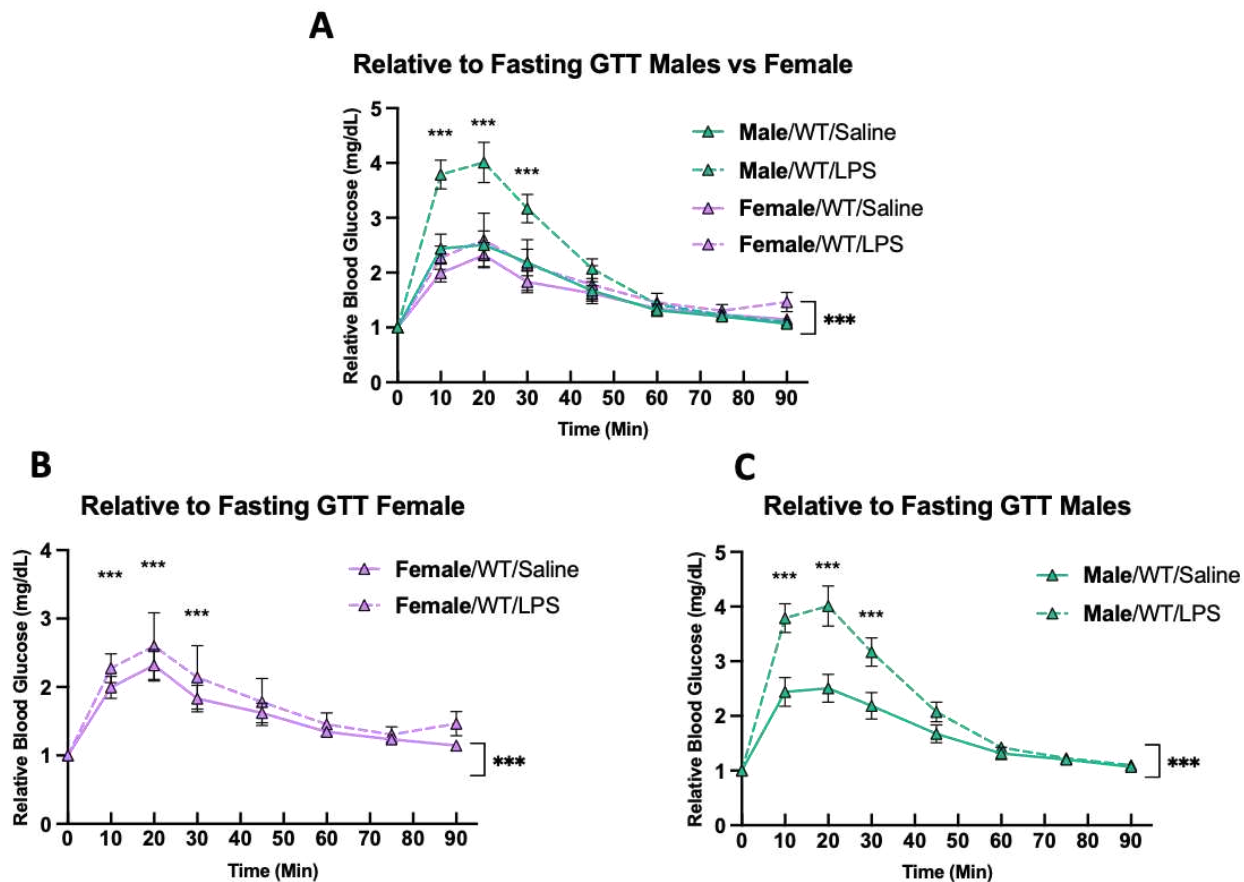 A
Relative to Fasting GTT Males vs Female
Relative Blood Glucose (mg/dL)
5
4
3
2
1
0
*** *** ***
Male/WT/Saline
Male/WT/LPS
Female/WT/Saline
Female/WT/LPS
***
0 10 20 30 40 50 60 70 80 90
Time (Min)
B
Relative to Fasting GTT Female
Relative Blood Glucose (mg/dL)
4
3
2
1
0
*** *** ***
Female/WT/Saline
Female/WT/LPS
***
0 10 20 30 40 50 60 70 80 90
Time (Min)
C
Relative to Fasting GTT Males
Relative Blood Glucose (mg/dL)
5
4
3
2
1
0
*** *** ***
Male/WT/Saline
Male/WT/LPS
***
0 10 20 30 40 50 60 70 80 90
Time (Min)